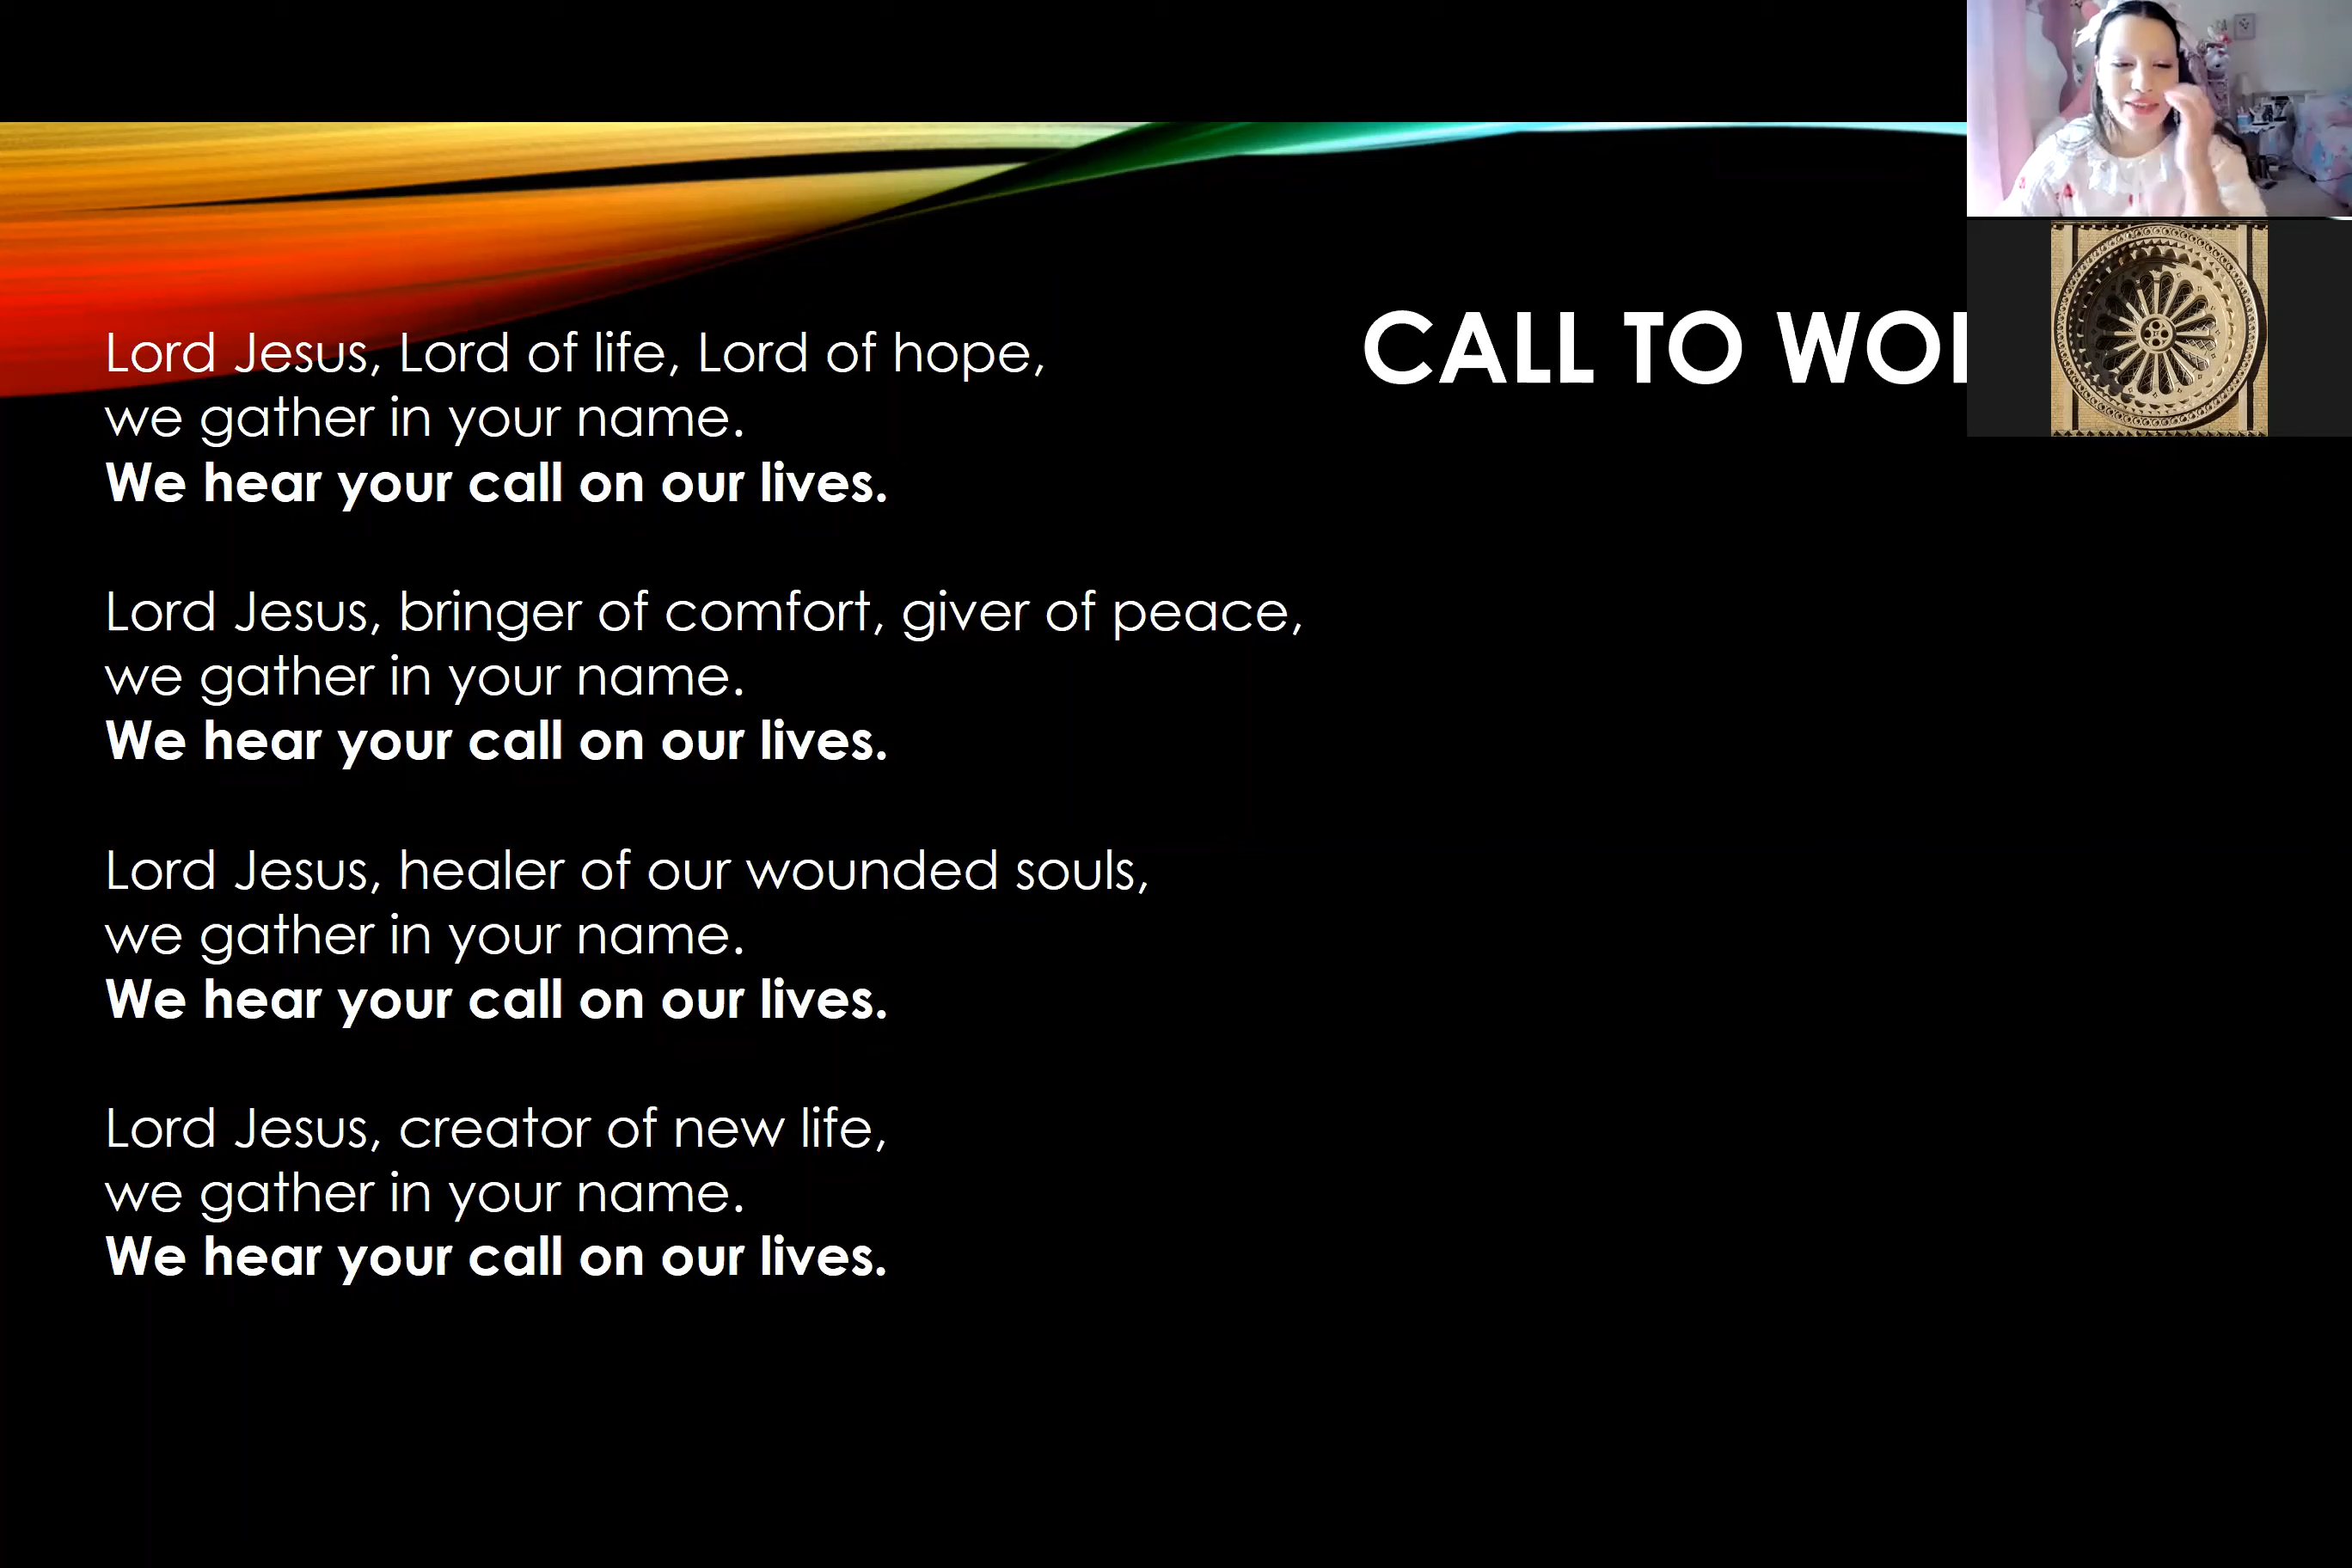 CALL TO
Lord Jesus, Lord of life, Lord of hope,
we gather in your name.
We hear your call on our lives.
Lord Jesus, bringer of comfort, giver of peace,
we gather in your name.
We hear your call on our lives.
Lord Jesus, healer of our wounded souls,
we gather in your name.
We hear your call on our lives.
Lord Jesus, creator of new life,
we gather in your name.
We hear your call on our lives.